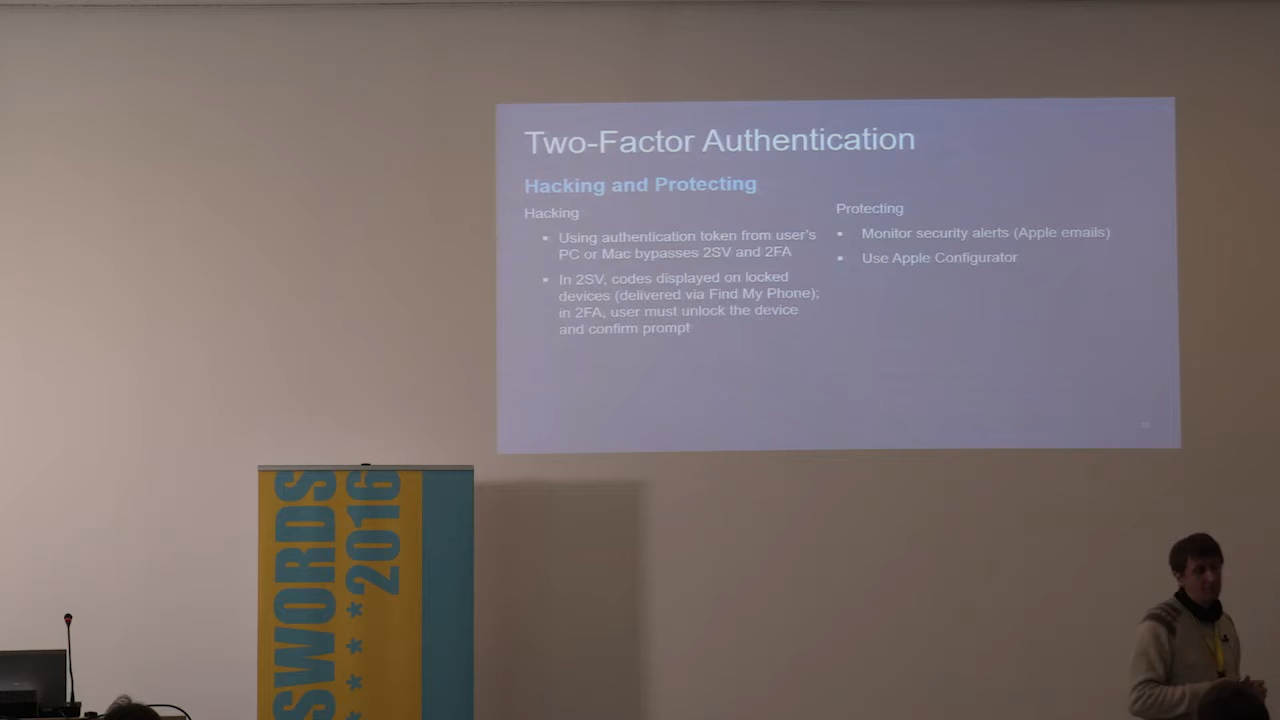 Two-Factor Authentication
Hacking and Protecting
Hacking
▪ Using authentication token from user's
PC or Mac bypasses 2SV and 2FA
▪ In 2SV, codes displayed on locked
devices (delivered via Find My Phone);
in 2FA, user must unlock the device
and confirm prompt
Protecting
▪ Monitor security alerts (Apple emails)
▪ Use Apple Configurator
SWORDS
* * * *2016